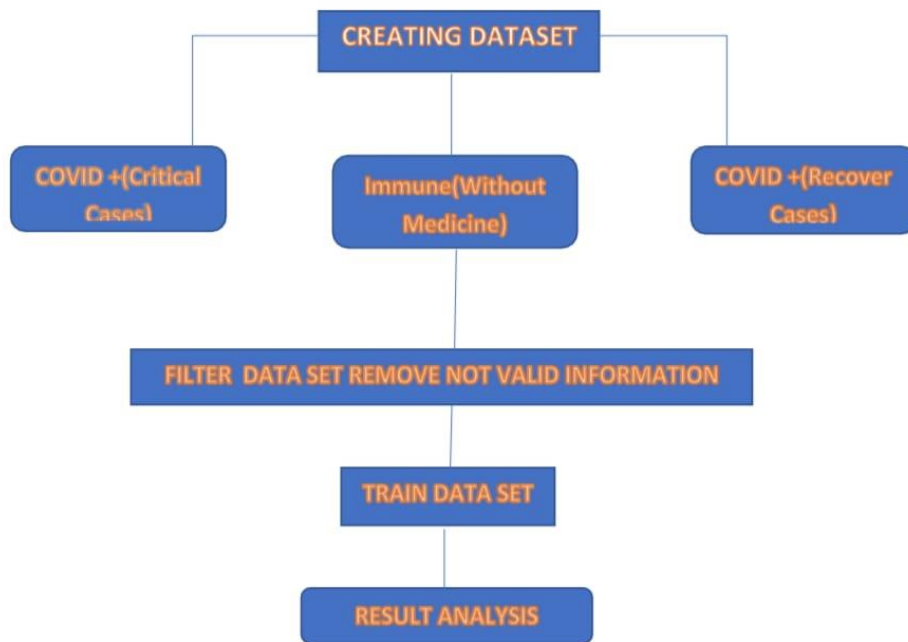 CREATING DATASET
COVID +(Critical
Cases)
Immune(Without
Medicine)
COVID +(Recover
Cases)
FILTER DATA SET REMOVE NOT VALID INFORMATION
TRAIN DATA SET
RESULT ANALYSIS